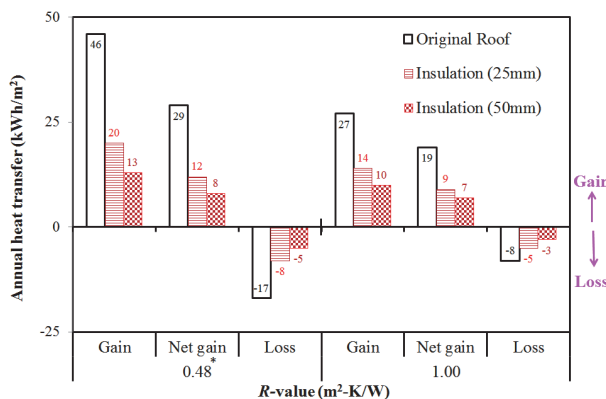 50
25
0
-25
Annual heat transfer (kWh/m²)
Original Roof
Insulation (25mm)
Insulation (50mm)
46
20
13
29
12
8
-17
-8
-5
27
14
10
19
9
7
-8
-5
-3
Gain
Loss
Gain Net gain Loss Gain Net gain Loss
0.48* 1.00
R-value (m²-K/W)